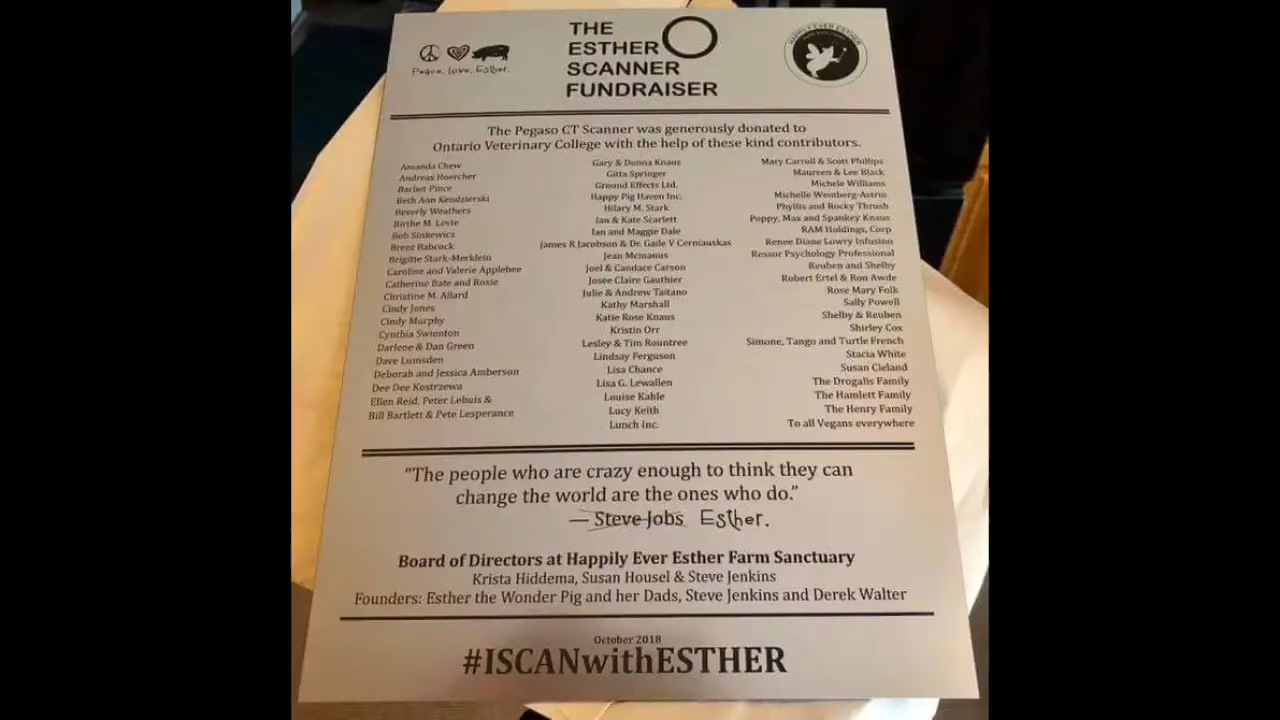 Peace. Love. Esther.
THE
ESTHER
SCANNER
FUNDRAISER
HAPPILY EVER ESTHER
The Pegaso CT Scanner was generously donated to
Ontario Veterinary College with the help of these kind contributors.
Amanda Chew
Andreas Hoercher
Barbet Pince
Beth Ann Kendzierski
Beverly Weathers
Birthe M. Levie
Bob Sinkewicz
Brent Babcock
Brigitte Stark-Merklein
Caroline and Valerie Applebee
Catherine Bate and Rosie
Christine M. Allard
Cindy Jones
Cindy Murphy
Cynthia Swienton
Darlene & Dan Green
Dave Lumsden
Deborah and Jessica Amberson
Dee Dee Kostrzewa
Ellen Reid, Peter Lebuis &
Bill Bartlett & Pete Lesperance
Gary & Donna Knaus
Gitta Springer
Ground Effects Ltd.
Happy Pig Haven Inc.
Hilary M. Stark
Ian & Kate Scarlett
Ian and Maggie Dale
James R Jacobson & Dr. Gaile V Cerniauskas
Jean Mcmanus
Joel & Candace Carson
Josée Claire Gauthier
Julie & Andrew Taitano
Kathy Marshall
Katie Rose Knaus
Kristin Orr
Lesley & Tim Rountree
Lindsay Ferguson
Lisa Chance
Lisa G. Lewallen
Louise Kahle
Lucy Keith
Lunch Inc.
Mary Carroll & Scott Phillips
Maureen & Lee Black
Michele Williams
Michelle Weinberg-Astrin
Phyllis and Rocky Thrush
Poppy, Max and Spankey Knaus
RAM Holdings, Corp
Renee Diane Lowry Infusino
Ressor Psychology Professional
Reuben and Shelby
Robert Ertel & Ron Awde
Rose Mary Folk
Sally Powell
Shelby & Reuben
Shirley Cox
Simone, Tango and Turtle French
Stacia White
Susan Cleland
The Drogalis Family
The Hamlett Family
The Henry Family
To all Vegans everywhere
“The people who are crazy enough to think they can
change the world are the ones who do.”
— Steve Jobs Esther.
Board of Directors at Happily Ever Esther Farm Sanctuary
Krista Hiddema, Susan Housel & Steve Jenkins
Founders: Esther the Wonder Pig and her Dads, Steve Jenkins and Derek Walter
October 2018
#ISCANwithESTHER